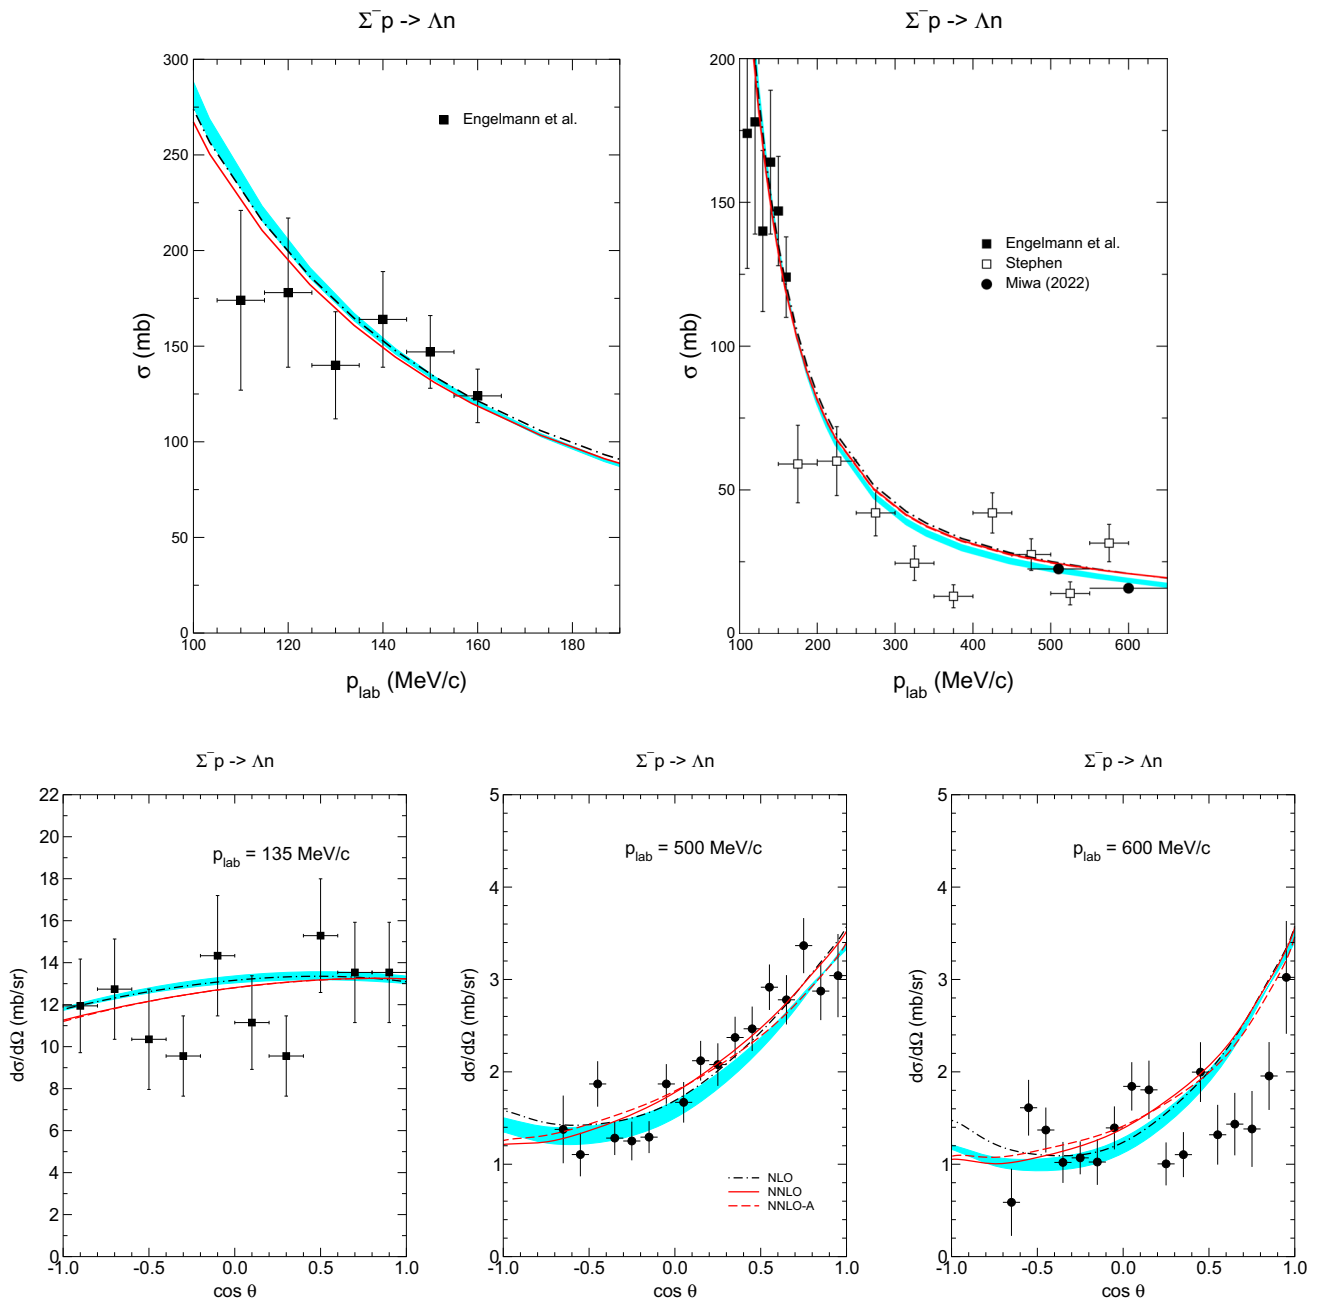 Σ⁻p -> Λn
Σ⁻p -> Λn
300
250
200
150
100
50
0
σ (mb)
Engelmann et al.
100 120 140 160 180
p_lab (MeV/c)
200
150
100
50
0
σ (mb)
Engelmann et al.
Stephen
Miwa (2022)
100 200 300 400 500 600
p_lab (MeV/c)
Σ⁻p -> Λn
22
20
18
16
14
12
10
8
6
4
2
0
dσ/dΩ (mb/sr)
p_lab = 135 MeV/c
-1.0 -0.5 0.0 0.5 1.0
cos θ
Σ⁻p -> Λn
5
4
3
2
1
0
dσ/dΩ (mb/sr)
p_lab = 500 MeV/c
NLO
NNLO
NNLO-A
-1.0 -0.5 0.0 0.5 1.0
cos θ
Σ⁻p -> Λn
5
4
3
2
1
0
dσ/dΩ (mb/sr)
p_lab = 600 MeV/c
-1.0 -0.5 0.0 0.5 1.0
cos θ